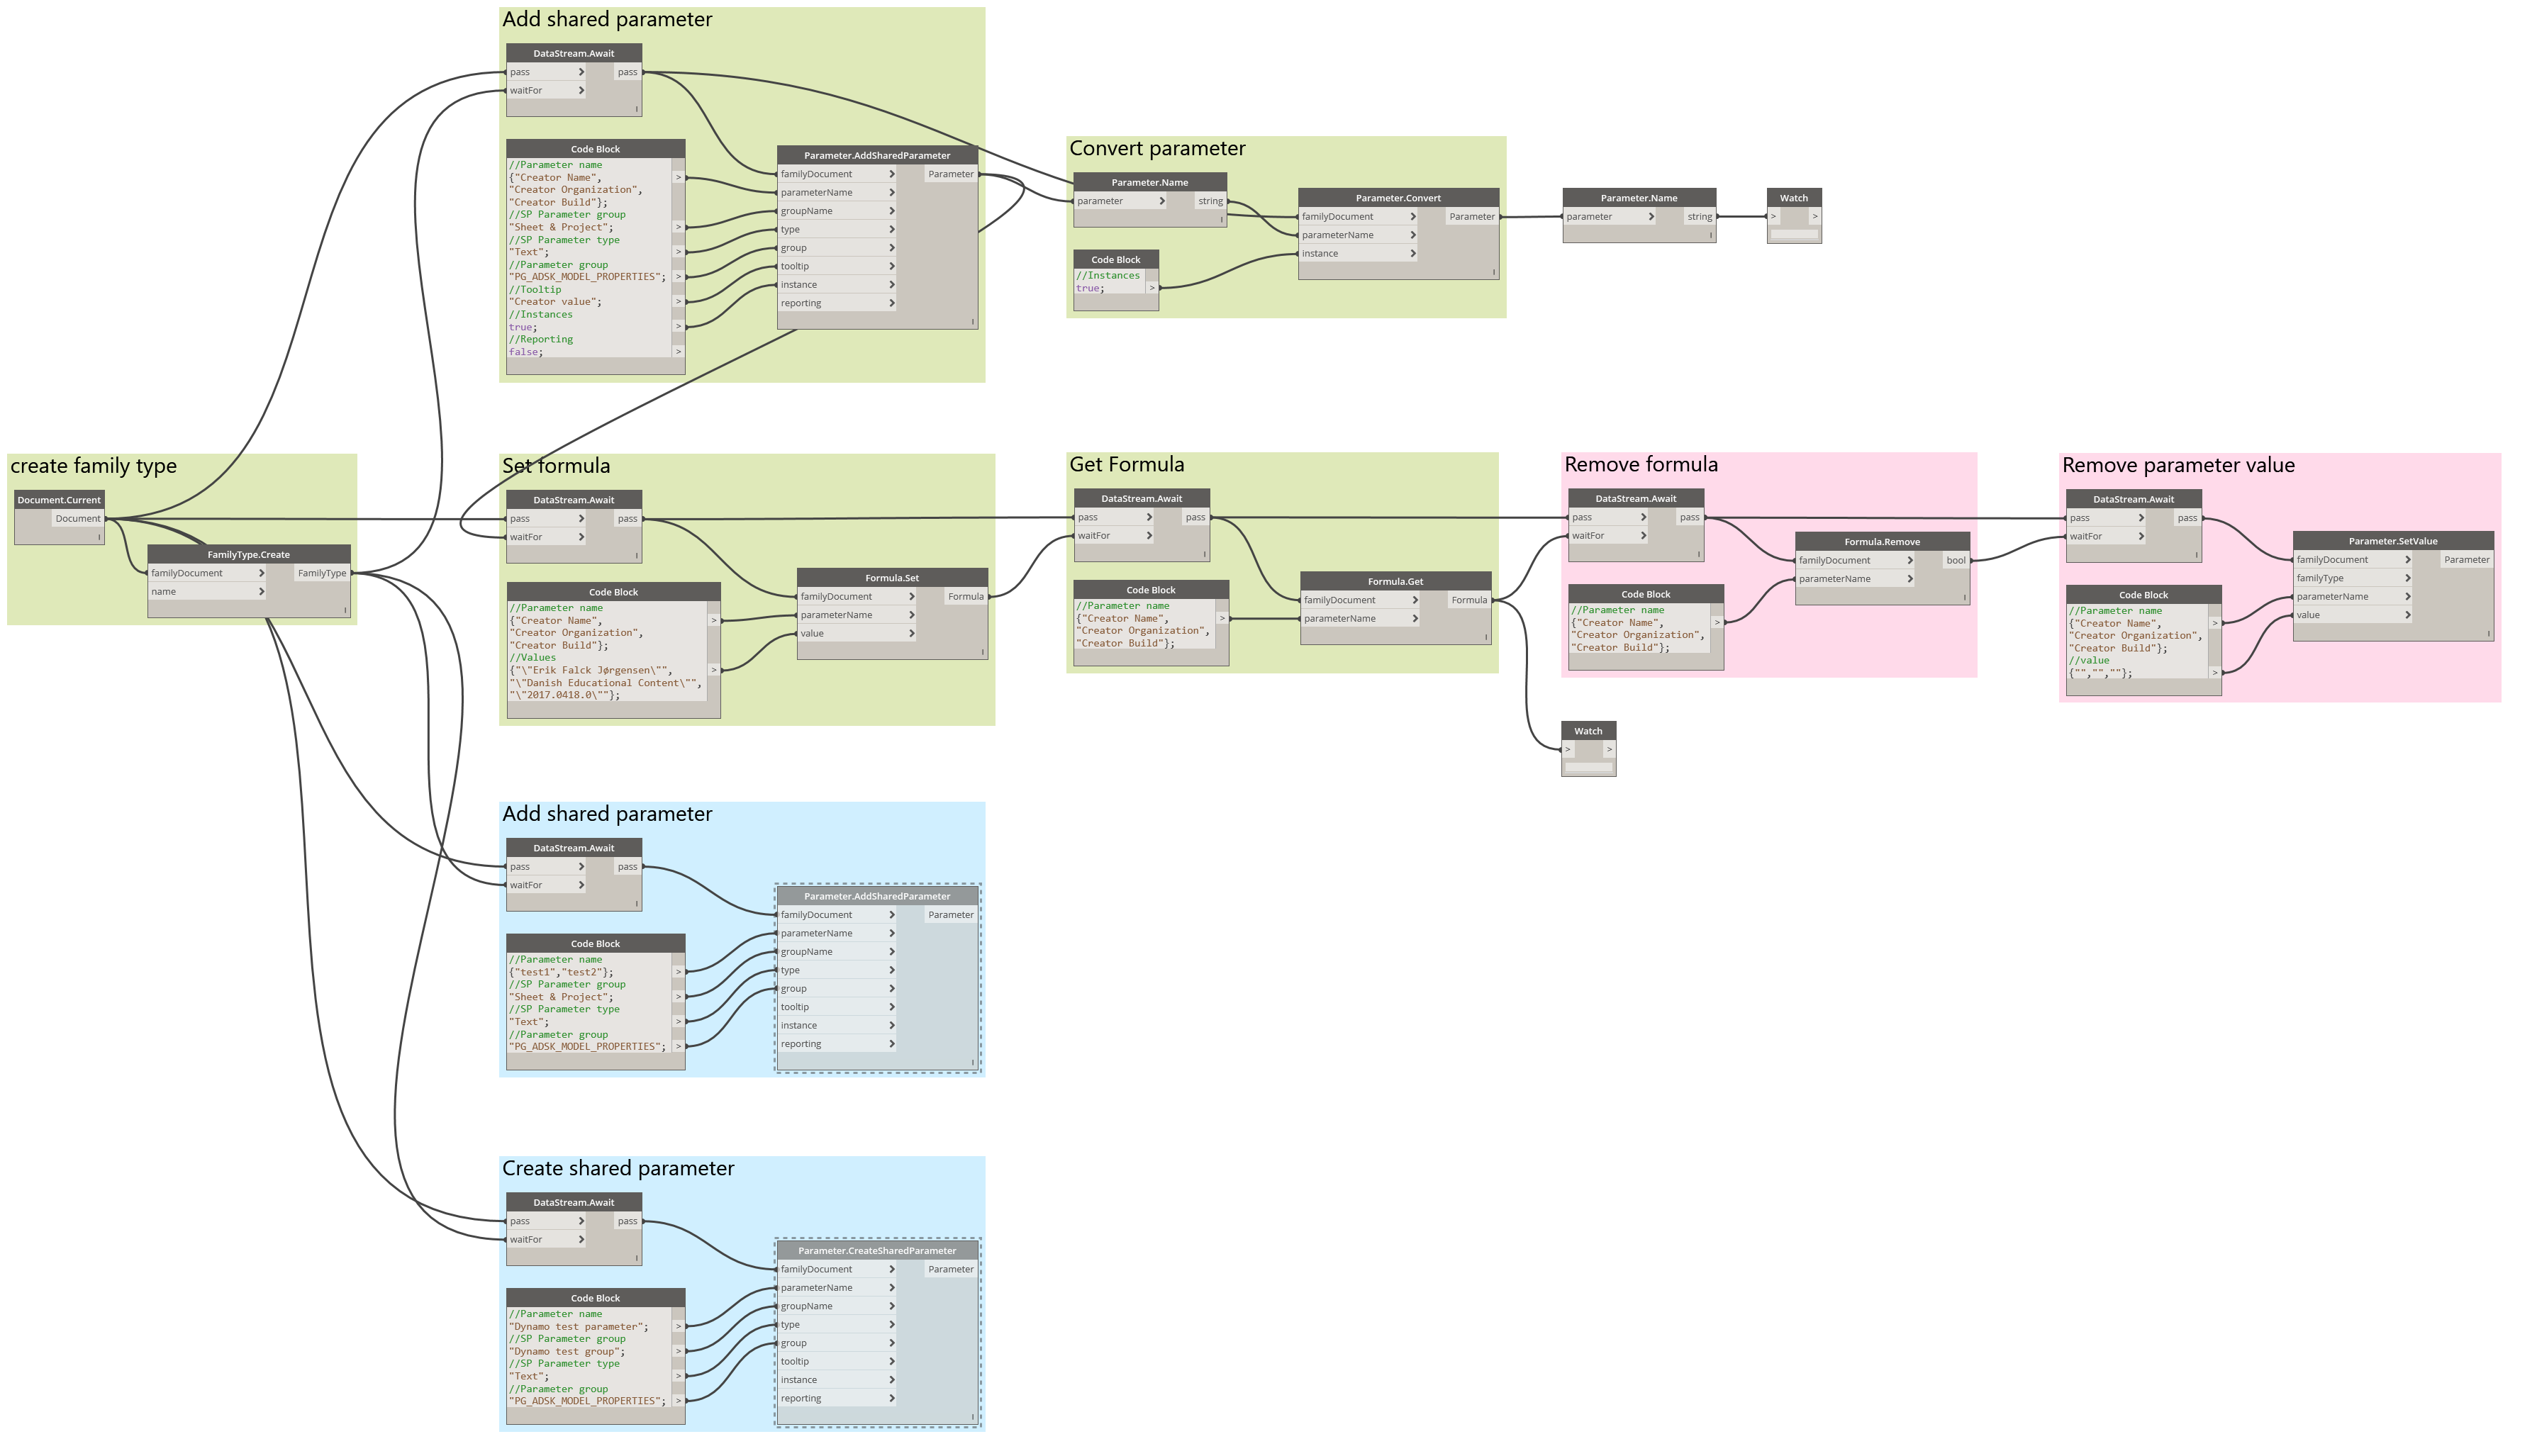 Add shared parameter
DataStream.Await
pass > pass
waitFor >
Code Block
//Parameter name
{"Creator Name", >
"Creator Organization",
"Creator Build"};
//SP Parameter group
"Sheet & Project"; >
//SP Parameter type
"Text"; >
//Parameter group
"PG_ADSK_MODEL_PROPERTIES"; >
//Tooltip
"Creator value"; >
//Instances
true; >
//Reporting
false; >
Parameter.AddSharedParameter
familyDocument > Parameter
parameterName >
groupName >
type >
group >
tooltip >
instance >
reporting >
l
Convert parameter
Parameter.Name
parameter > string
l
Code Block
//Instances
true; >
Parameter.Convert
familyDocument > Parameter
parameterName >
instance >
l
Parameter.Name
parameter > string
l
Watch
> >
create family type
Document.Current
Document
l
FamilyType.Create
familyDocument > FamilyType
name >
l
Set formula
DataStream.Await
pass > pass
waitFor >
l
Code Block
//Parameter name
{"Creator Name", >
"Creator Organization",
"Creator Build"};
//Values
{"\"Erik Falck Jørgensen\"", >
"\"Danish Educational Content\"",
"\"2017.0418.0\""};
Formula.Set
familyDocument > Formula
parameterName >
value >
l
Get Formula
DataStream.Await
pass > pass
waitFor >
l
Code Block
//Parameter name
{"Creator Name", >
"Creator Organization",
"Creator Build"};
Formula.Get
familyDocument > Formula
parameterName >
l
Remove formula
DataStream.Await
pass > pass
waitFor >
l
Code Block
//Parameter name
{"Creator Name", >
"Creator Organization",
"Creator Build"};
Formula.Remove
familyDocument > bool
parameterName >
l
Watch
> >
Remove parameter value
DataStream.Await
pass > pass
waitFor >
l
Code Block
//Parameter name
{"Creator Name", >
"Creator Organization",
"Creator Build"};
//value
{"","",""}; >
Parameter.SetValue
familyDocument > Parameter
familyType >
parameterName >
value >
l
Add shared parameter
DataStream.Await
pass > pass
waitFor >
l
Code Block
//Parameter name
{"test1","test2"}; >
//SP Parameter group
"Sheet & Project"; >
//SP Parameter type
"Text"; >
//Parameter group
"PG_ADSK_MODEL_PROPERTIES"; >
Parameter.AddSharedParameter
familyDocument > Parameter
parameterName >
groupName >
type >
group >
tooltip >
instance >
reporting >
l
Create shared parameter
DataStream.Await
pass > pass
waitFor >
l
Code Block
//Parameter name
"Dynamo test parameter"; >
//SP Parameter group
"Dynamo test group"; >
//SP Parameter type
"Text"; >
//Parameter group
"PG_ADSK_MODEL_PROPERTIES"; >
Parameter.CreateSharedParameter
familyDocument > Parameter
parameterName >
groupName >
type >
group >
tooltip >
instance >
reporting >
l